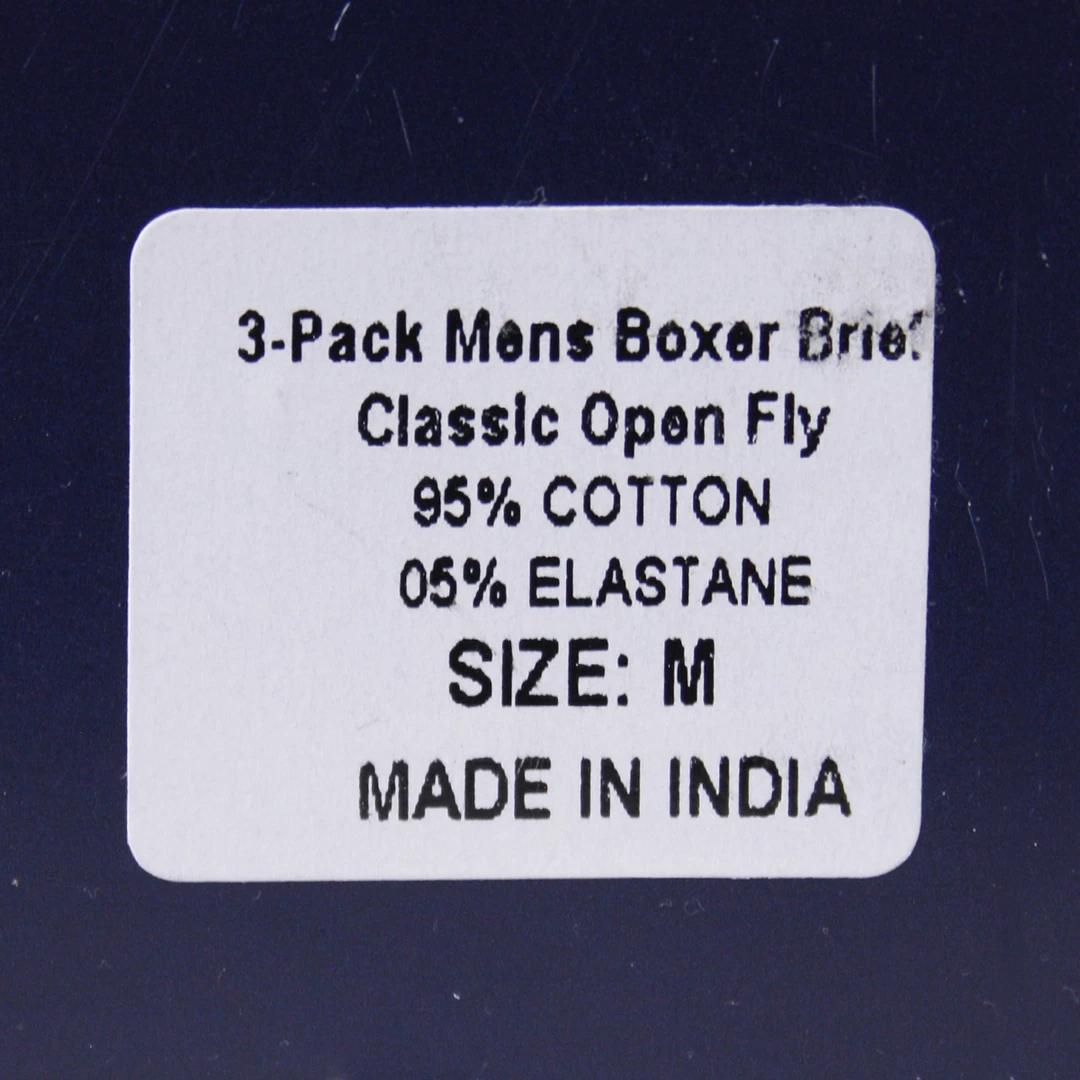 3-Pack Mens Boxer Brief
Classic Open Fly
95% COTTON
05% ELASTANE
SIZE: M
MADE IN INDIA